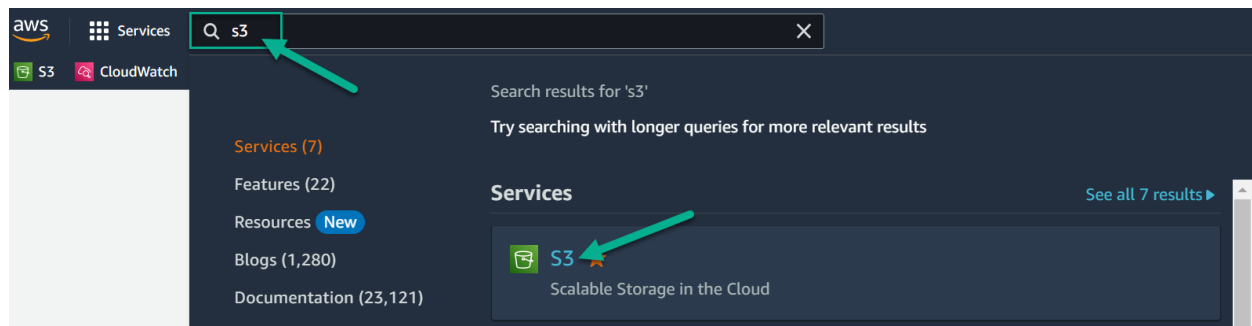 aws
Services
s3
S3
CloudWatch
Search results for 's3'
Try searching with longer queries for more relevant results
Services (7)
Features (22)
Resources New
Blogs (1,280)
Documentation (23,121)
Services
See all 7 results
S3
Scalable Storage in the Cloud